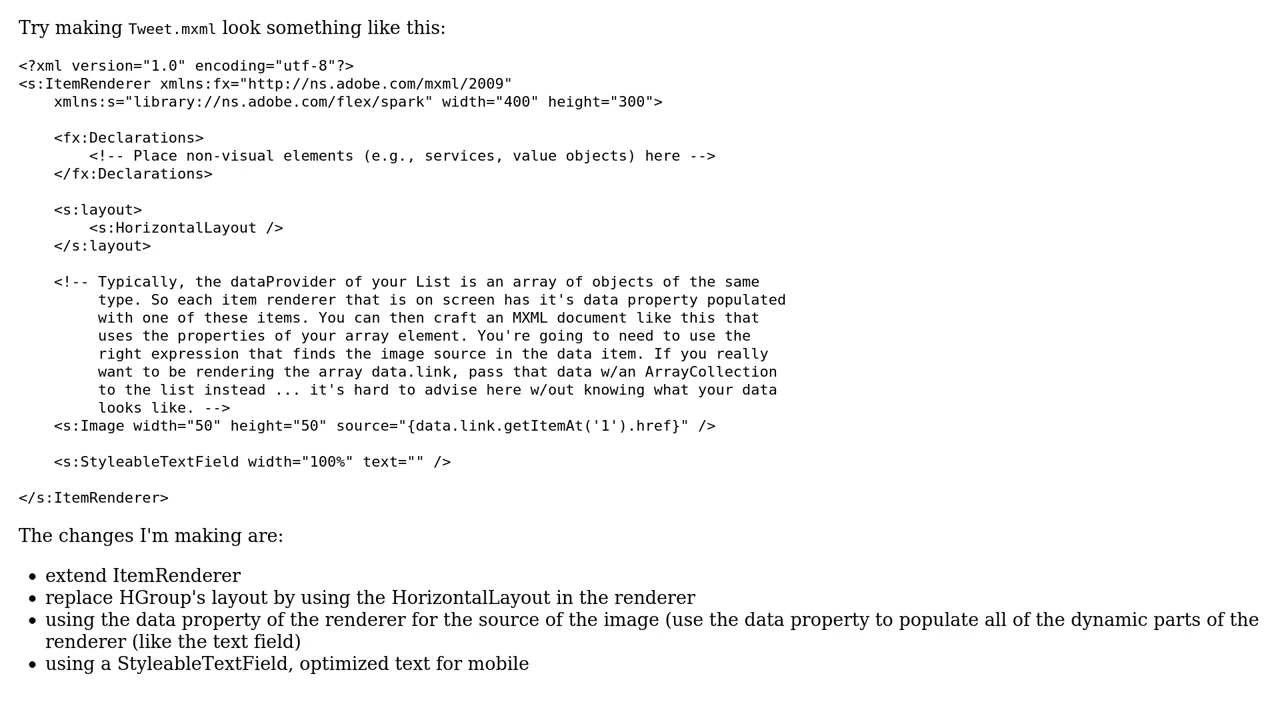 Try making Tweet.mxml look something like this:
<?xml version="1.0" encoding="utf-8"?>
<s:ItemRenderer xmlns:fx="http://ns.adobe.com/mxml/2009"
    xmlns:s="library://ns.adobe.com/flex/spark" width="400" height="300">

    <fx:Declarations>
        <!-- Place non-visual elements (e.g., services, value objects) here -->
    </fx:Declarations>

    <s:layout>
        <s:HorizontalLayout />
    </s:layout>

    <!-- Typically, the dataProvider of your List is an array of objects of the same
         type. So each item renderer that is on screen has it's data property populated
         with one of these items. You can then craft an MXML document like this that
         uses the properties of your array element. You're going to need to use the
         right expression that finds the image source in the data item. If you really
         want to be rendering the array data.link, pass that data w/an ArrayCollection
         to the list instead ... it's hard to advise here w/out knowing what your data
         looks like. -->
    <s:Image width="50" height="50" source="{data.link.getItemAt('1').href}" />

    <s:StyleableTextField width="100%" text="" />

</s:ItemRenderer>
The changes I'm making are:
• extend ItemRenderer
• replace HGroup's layout by using the HorizontalLayout in the renderer
• using the data property of the renderer for the source of the image (use the data property to populate all of the dynamic parts of the
renderer (like the text field)
• using a StyleableTextField, optimized text for mobile